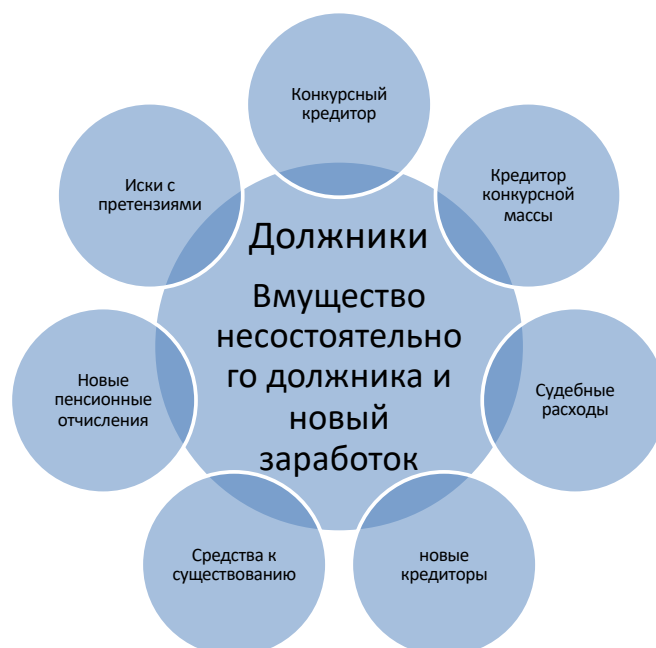 Конкурсный
кредитор
Кредитор
конкурсной
массы
Судебные
расходы
новые
кредиторы
Средства к
существованию
Новые
пенсионные
отчисления
Иски с
претензиями
Должники
Вмущество
несостоятельно
го должника и
новый
заработок